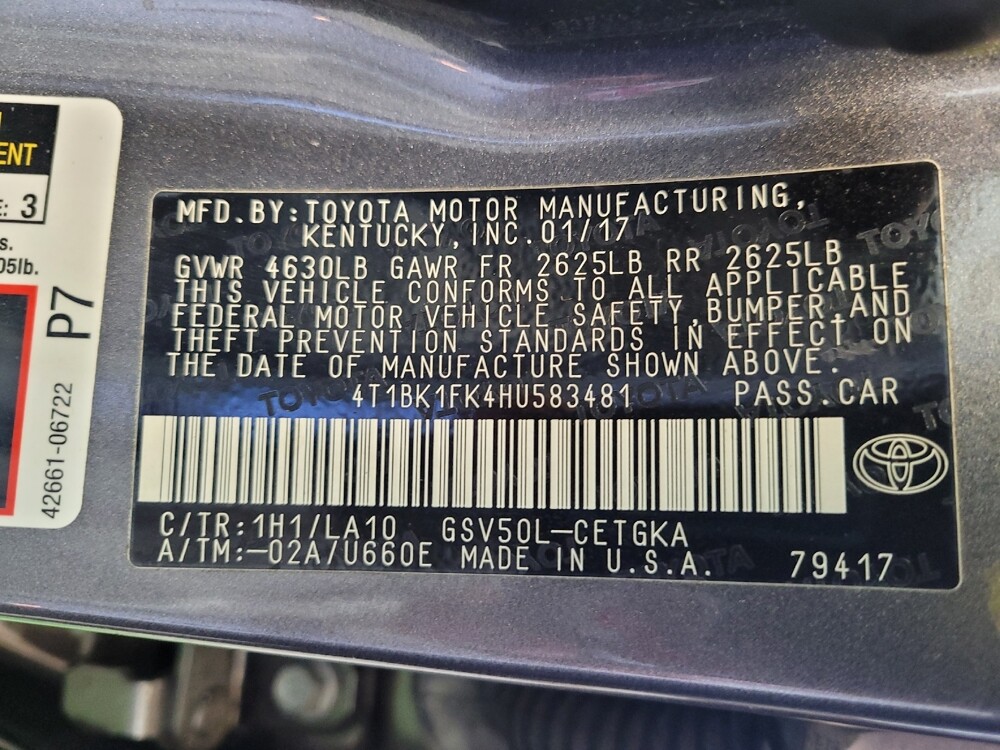 ENT
E: 3
s.
05lb.
P7
42661-06722
MFD.BY:TOYOTA MOTOR MANUFACTURING,
KENTUCKY,INC.01/17
GVWR 4630LB GAWR FR 2625LB RR 2625LB
THIS VEHICLE CONFORMS TO ALL APPLICABLE
FEDERAL MOTOR VEHICLE SAFETY,BUMPER,AND
THEFT PREVENTION STANDARDS IN EFFECT ON
THE DATE OF MANUFACTURE SHOWN ABOVE.
4T1BK1FK4HU583481 PASS.CAR
C/TR:1H1/LA10 GSV50L-CETGKA
A/TM:-02A/U660E MADE IN U.S.A. 79417